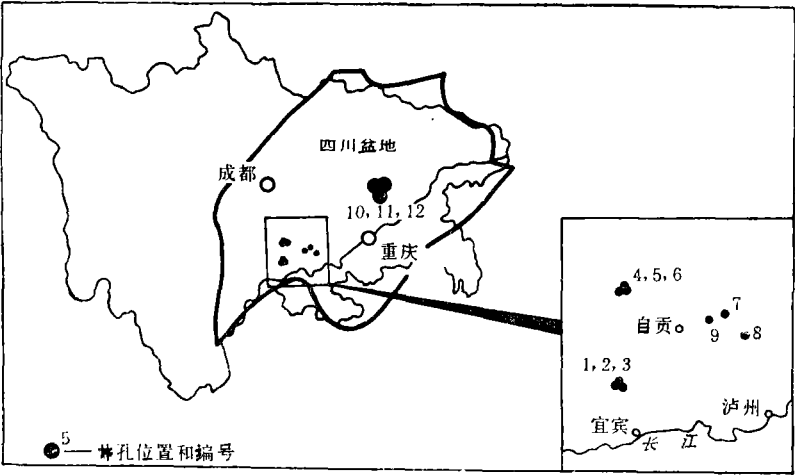 四川盆地
成都
10, 11, 12
重庆
4, 5, 6
7
自贡
9
8
1, 2, 3
泸州
宜宾
长 江
5
孔位置和编号